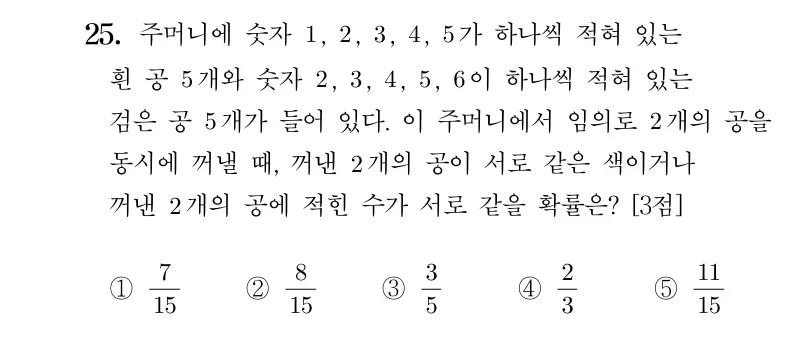 25. 주머니에 숫자 1, 2, 3, 4, 5가 하나씩 적혀 있는
흰 공 5개와 숫자 2, 3, 4, 5, 6이 하나씩 적혀 있는
검은 공 5개가 들어 있다. 이 주머니에서 임의로 2개의 공을
동시에 꺼낼 때, 꺼낸 2개의 공이 서로 같은 색이거나
꺼낸 2개의 공에 적힌 수가 서로 같을 확률은? [3점]
① 7/15 ② 8/15 ③ 3/5 ④ 2/3 ⑤ 11/15